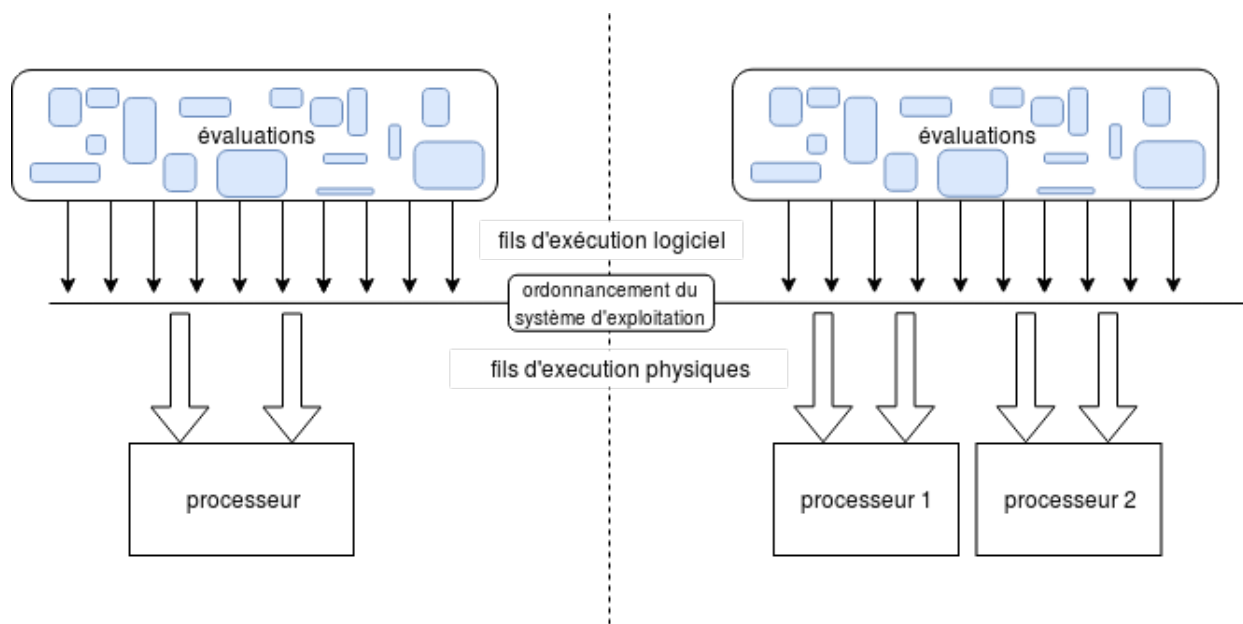 évaluations
évaluations
fils d'exécution logiciel
ordonnancement du
système d'exploitation
fils d'execution physiques
processeur
processeur 1
processeur 2